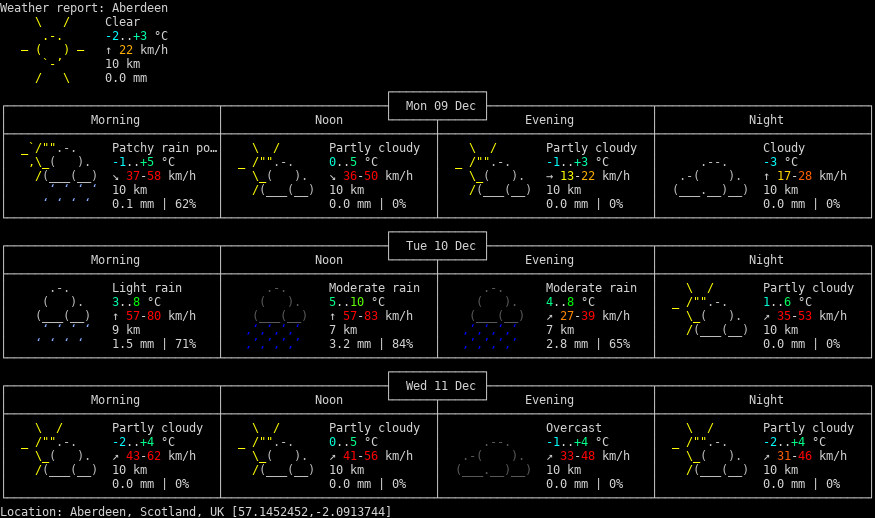 Weather report: Aberdeen
Clear
-2..+3 °C
↑ 22 km/h
10 km
0.0 mm
Mon 09 Dec
Morning Noon Evening Night
Patchy rain po… Partly cloudy Partly cloudy Cloudy
-1..+5 °C 0..5 °C -1..+3 °C -3 °C
↘ 37-58 km/h ↘ 36-50 km/h → 13-22 km/h ↑ 17-28 km/h
10 km 10 km 10 km 10 km
0.1 mm | 62% 0.0 mm | 0% 0.0 mm | 0% 0.0 mm | 0%
Tue 10 Dec
Morning Noon Evening Night
Light rain Moderate rain Moderate rain Partly cloudy
3..8 °C 5..10 °C 4..8 °C 1..6 °C
↑ 57-80 km/h ↑ 57-83 km/h ↗ 27-39 km/h ↗ 35-53 km/h
9 km 7 km 7 km 10 km
1.5 mm | 71% 3.2 mm | 84% 2.8 mm | 65% 0.0 mm | 0%
Wed 11 Dec
Morning Noon Evening Night
Partly cloudy Partly cloudy Overcast Partly cloudy
-2..+4 °C 0..5 °C -1..+4 °C -2..+4 °C
↗ 43-62 km/h ↗ 41-56 km/h ↗ 33-48 km/h ↗ 31-46 km/h
10 km 10 km 10 km 10 km
0.0 mm | 0% 0.0 mm | 0% 0.0 mm | 0% 0.0 mm | 0%
Location: Aberdeen, Scotland, UK [57.1452452,-2.0913744]